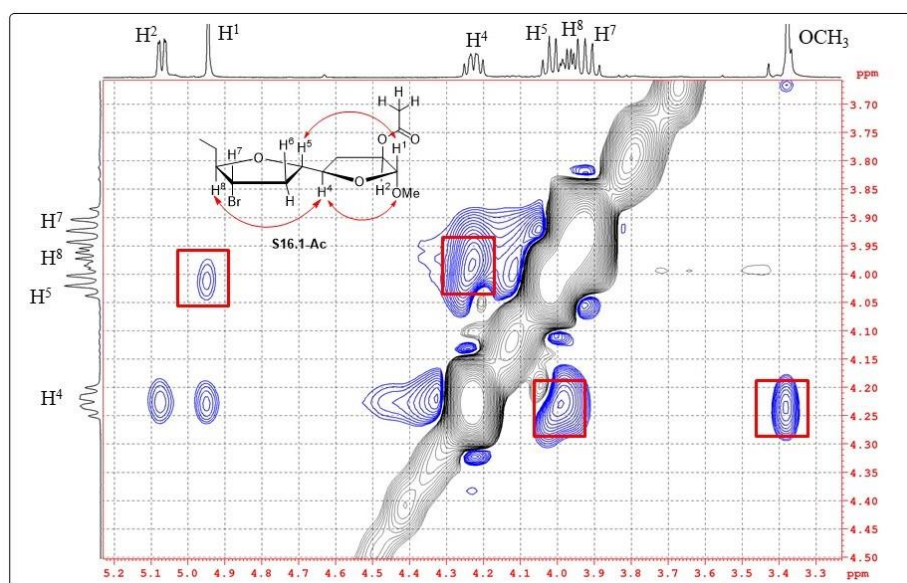 H² H¹ H⁴ H⁵ H⁸ H⁷ OCH₃
ppm
3.70
3.75
3.80
3.85
3.90
3.95
4.00
4.05
4.10
4.15
4.20
4.25
4.30
4.35
4.40
4.45
4.50
H⁷
H⁸
H⁵
H⁴
H
H H
O O
H⁶ H⁵ H¹
H⁷ O
O
H⁸ Br H H⁴ H² OMe
S16.1-Ac
5.2 5.1 5.0 4.9 4.8 4.7 4.6 4.5 4.4 4.3 4.2 4.1 4.0 3.9 3.8 3.7 3.6 3.5 3.4 3.3 ppm